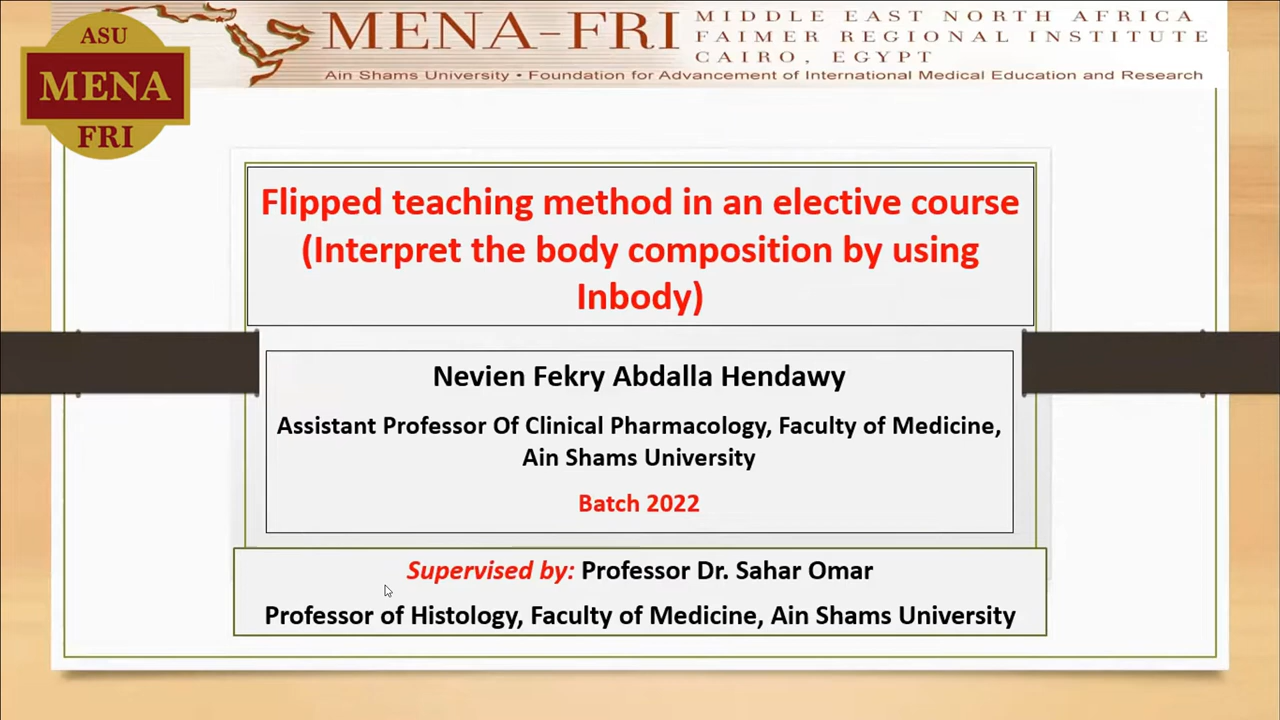 ASU
MENA
FRI
MENA-FRI
MIDDLE EAST NORTH AFRICA
FAIMER REGIONAL INSTITUTE
CAIRO, EGYPT
Ain Shams University • Foundation for Advancement of International Medical Education and Research
Flipped teaching method in an elective course
(Interpret the body composition by using
Inbody)
Nevien Fekry Abdalla Hendawy
Assistant Professor Of Clinical Pharmacology, Faculty of Medicine,
Ain Shams University
Batch 2022
Supervised by: Professor Dr. Sahar Omar
Professor of Histology, Faculty of Medicine, Ain Shams University